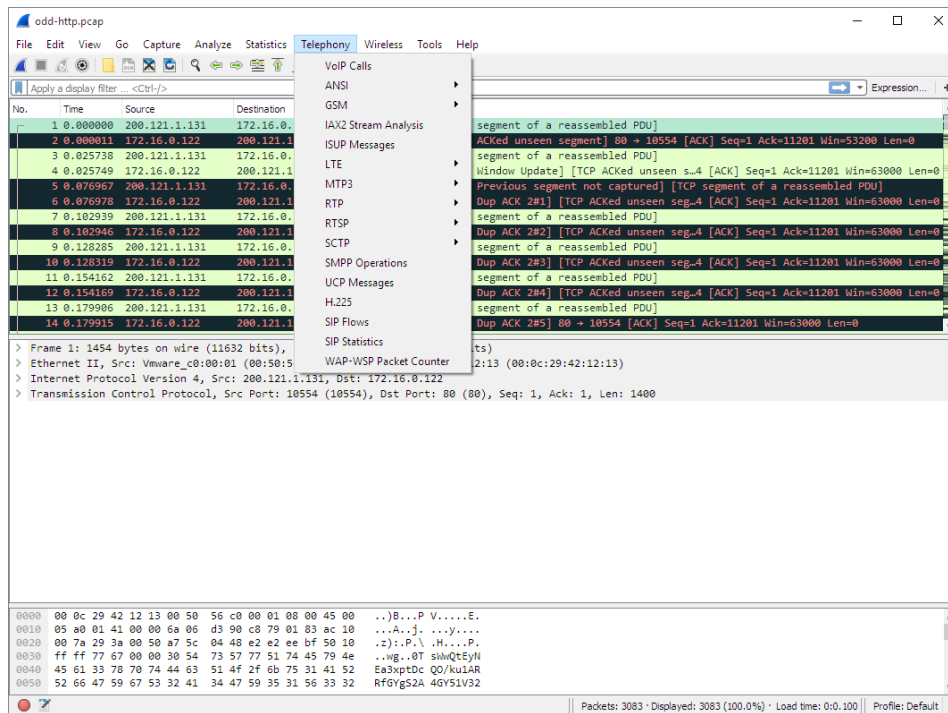 odd-http.pcap
File Edit View Go Capture Analyze Statistics Telephony Wireless Tools Help
Apply a display filter ... <Ctrl-/> Expression... +
No. Time Source Destination
1 0.000000 200.121.1.131 172.16.0. segment of a reassembled PDU]
2 0.000011 172.16.0.122 200.121.1 ACKed unseen segment] 80 → 10554 [ACK] Seq=1 Ack=11201 Win=53200 Len=0
3 0.025738 200.121.1.131 172.16.0. segment of a reassembled PDU]
4 0.025749 172.16.0.122 200.121.1 Window Update] [TCP ACKed unseen s…4 [ACK] Seq=1 Ack=11201 Win=63000 Len=0
5 0.076967 200.121.1.131 172.16.0. Previous segment not captured] [TCP segment of a reassembled PDU]
6 0.076978 172.16.0.122 200.121.1 Dup ACK 2#1] [TCP ACKed unseen seg…4 [ACK] Seq=1 Ack=11201 Win=63000 Len=0
7 0.102939 200.121.1.131 172.16.0. segment of a reassembled PDU]
8 0.102946 172.16.0.122 200.121.1 Dup ACK 2#2] [TCP ACKed unseen seg…4 [ACK] Seq=1 Ack=11201 Win=63000 Len=0
9 0.128285 200.121.1.131 172.16.0. segment of a reassembled PDU]
10 0.128319 172.16.0.122 200.121.1 Dup ACK 2#3] [TCP ACKed unseen seg…4 [ACK] Seq=1 Ack=11201 Win=63000 Len=0
11 0.154162 200.121.1.131 172.16.0. segment of a reassembled PDU]
12 0.154169 172.16.0.122 200.121.1 Dup ACK 2#4] [TCP ACKed unseen seg…4 [ACK] Seq=1 Ack=11201 Win=63000 Len=0
13 0.179906 200.121.1.131 172.16.0. segment of a reassembled PDU]
14 0.179915 172.16.0.122 200.121.1 Dup ACK 2#5] 80 → 10554 [ACK] Seq=1 Ack=11201 Win=63000 Len=0
VoIP Calls
ANSI
GSM
IAX2 Stream Analysis
ISUP Messages
LTE
MTP3
RTP
RTSP
SCTP
SMPP Operations
UCP Messages
H.225
SIP Flows
SIP Statistics
WAP-WSP Packet Counter
> Frame 1: 1454 bytes on wire (11632 bits), ts)
> Ethernet II, Src: Vmware_c0:00:01 (00:50:5 2:13 (00:0c:29:42:12:13)
> Internet Protocol Version 4, Src: 200.121.1.131, Dst: 172.16.0.122
> Transmission Control Protocol, Src Port: 10554 (10554), Dst Port: 80 (80), Seq: 1, Ack: 1, Len: 1400
0000 00 0c 29 42 12 13 00 50 56 c0 00 01 08 00 45 00 ..)B...P V.....E.
0010 05 a0 01 41 00 00 6a 06 d3 90 c8 79 01 83 ac 10 ...A..j. ...y....
0020 00 7a 29 3a 00 50 a7 5c 04 48 e2 e2 ee bf 50 10 .z):.P.\ .H....P.
0030 ff ff 77 67 00 00 30 54 73 57 77 51 74 45 79 4e ..wg..0T sWwQtEyN
0040 45 61 33 78 70 74 44 63 51 4f 2f 6b 75 31 41 52 Ea3xptDc QO/ku1AR
0050 52 66 47 59 67 53 32 41 34 47 59 35 31 56 33 32 RfGYgS2A 4GY51V32
Packets: 3083 · Displayed: 3083 (100.0%) · Load time: 0:0.100 Profile: Default